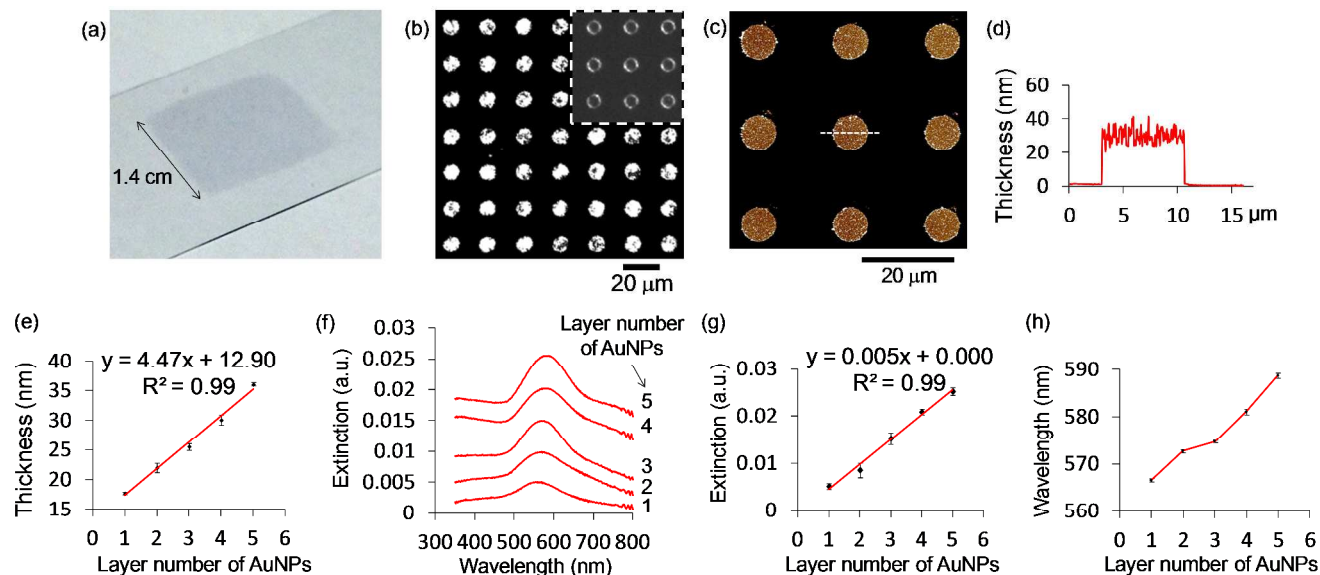 (a)
1.4 cm
(b)
20 μm
(c)
20 μm
(d)
Thickness (nm)
60
40
20
0
0 5 10 15 μm
(e)
y = 4.47x + 12.90
R² = 0.99
Thickness (nm)
40
35
30
25
20
15
0 1 2 3 4 5 6
Layer number of AuNPs
(f)
Layer number
of AuNPs
Extinction (a.u.)
0.03
0.025
0.02
0.015
0.01
0.005
0
5
4
3
2
1
300 400 500 600 700 800
Wavelength (nm)
(g)
y = 0.005x + 0.000
R² = 0.99
Extinction (a.u.)
0.03
0.02
0.01
0
0 1 2 3 4 5 6
Layer number of AuNPs
(h)
Wavelength (nm)
590
580
570
560
0 1 2 3 4 5 6
Layer number of AuNPs